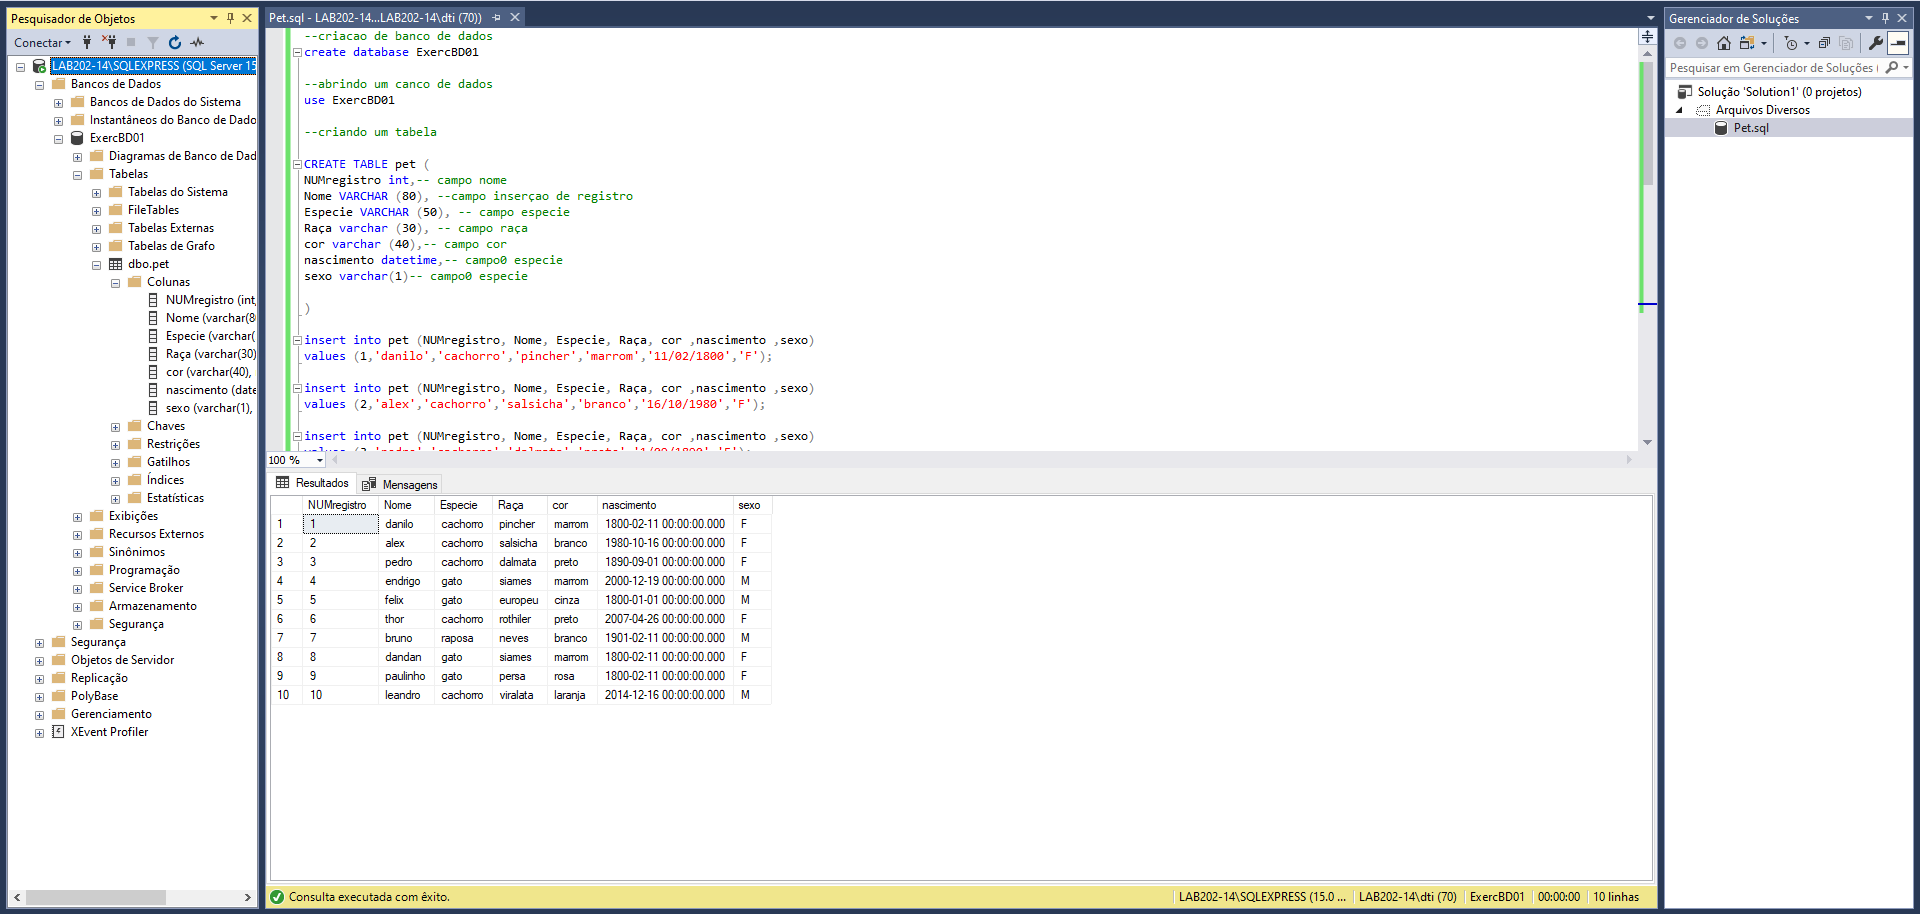 Pesquisador de Objetos
Conectar
LAB202-14\SQLEXPRESS (SQL Server 15
Bancos de Dados
Bancos de Dados do Sistema
Instantâneos do Banco de Dado
ExercBD01
Diagramas de Banco de Dad
Tabelas
Tabelas do Sistema
FileTables
Tabelas Externas
Tabelas de Grafo
dbo.pet
Colunas
NUMregistro (int,
Nome (varchar(8
Especie (varchar(
Raça (varchar(30)
cor (varchar(40),
nascimento (date
sexo (varchar(1),
Chaves
Restrições
Gatilhos
Índices
Estatísticas
Exibições
Recursos Externos
Sinônimos
Programação
Service Broker
Armazenamento
Segurança
Segurança
Objetos de Servidor
Replicação
PolyBase
Gerenciamento
XEvent Profiler
Pet.sql - LAB202-14...LAB202-14\dti (70))
--criacao de banco de dados
create database ExercBD01
--abrindo um canco de dados
use ExercBD01
--criando um tabela
CREATE TABLE pet (
NUMregistro int,-- campo nome
Nome VARCHAR (80), --campo inserçao de registro
Especie VARCHAR (50), -- campo especie
Raça varchar (30), -- campo raça
cor varchar (40),-- campo cor
nascimento datetime,-- campo0 especie
sexo varchar(1)-- campo0 especie
)
insert into pet (NUMregistro, Nome, Especie, Raça, cor ,nascimento ,sexo)
values (1,'danilo','cachorro','pincher','marrom','11/02/1800','F');
insert into pet (NUMregistro, Nome, Especie, Raça, cor ,nascimento ,sexo)
values (2,'alex','cachorro','salsicha','branco','16/10/1980','F');
insert into pet (NUMregistro, Nome, Especie, Raça, cor ,nascimento ,sexo)
100 %
Resultados Mensagens
NUMregistro Nome Especie Raça cor nascimento sexo
1 1 danilo cachorro pincher marrom 1800-02-11 00:00:00.000 F
2 2 alex cachorro salsicha branco 1980-10-16 00:00:00.000 F
3 3 pedro cachorro dalmata preto 1890-09-01 00:00:00.000 F
4 4 endrigo gato siames marrom 2000-12-19 00:00:00.000 M
5 5 felix gato europeu cinza 1800-01-01 00:00:00.000 M
6 6 thor cachorro rothiler preto 2007-04-26 00:00:00.000 F
7 7 bruno raposa neves branco 1901-02-11 00:00:00.000 M
8 8 dandan gato siames marrom 1800-02-11 00:00:00.000 F
9 9 paulinho gato persa rosa 1800-02-11 00:00:00.000 F
10 10 leandro cachorro viralata laranja 2014-12-16 00:00:00.000 M
Consulta executada com êxito.
LAB202-14\SQLEXPRESS (15.0 ... LAB202-14\dti (70) ExercBD01 00:00:00 10 linhas
Gerenciador de Soluções
Pesquisar em Gerenciador de Soluções (
Solução 'Solution1' (0 projetos)
Arquivos Diversos
Pet.sql